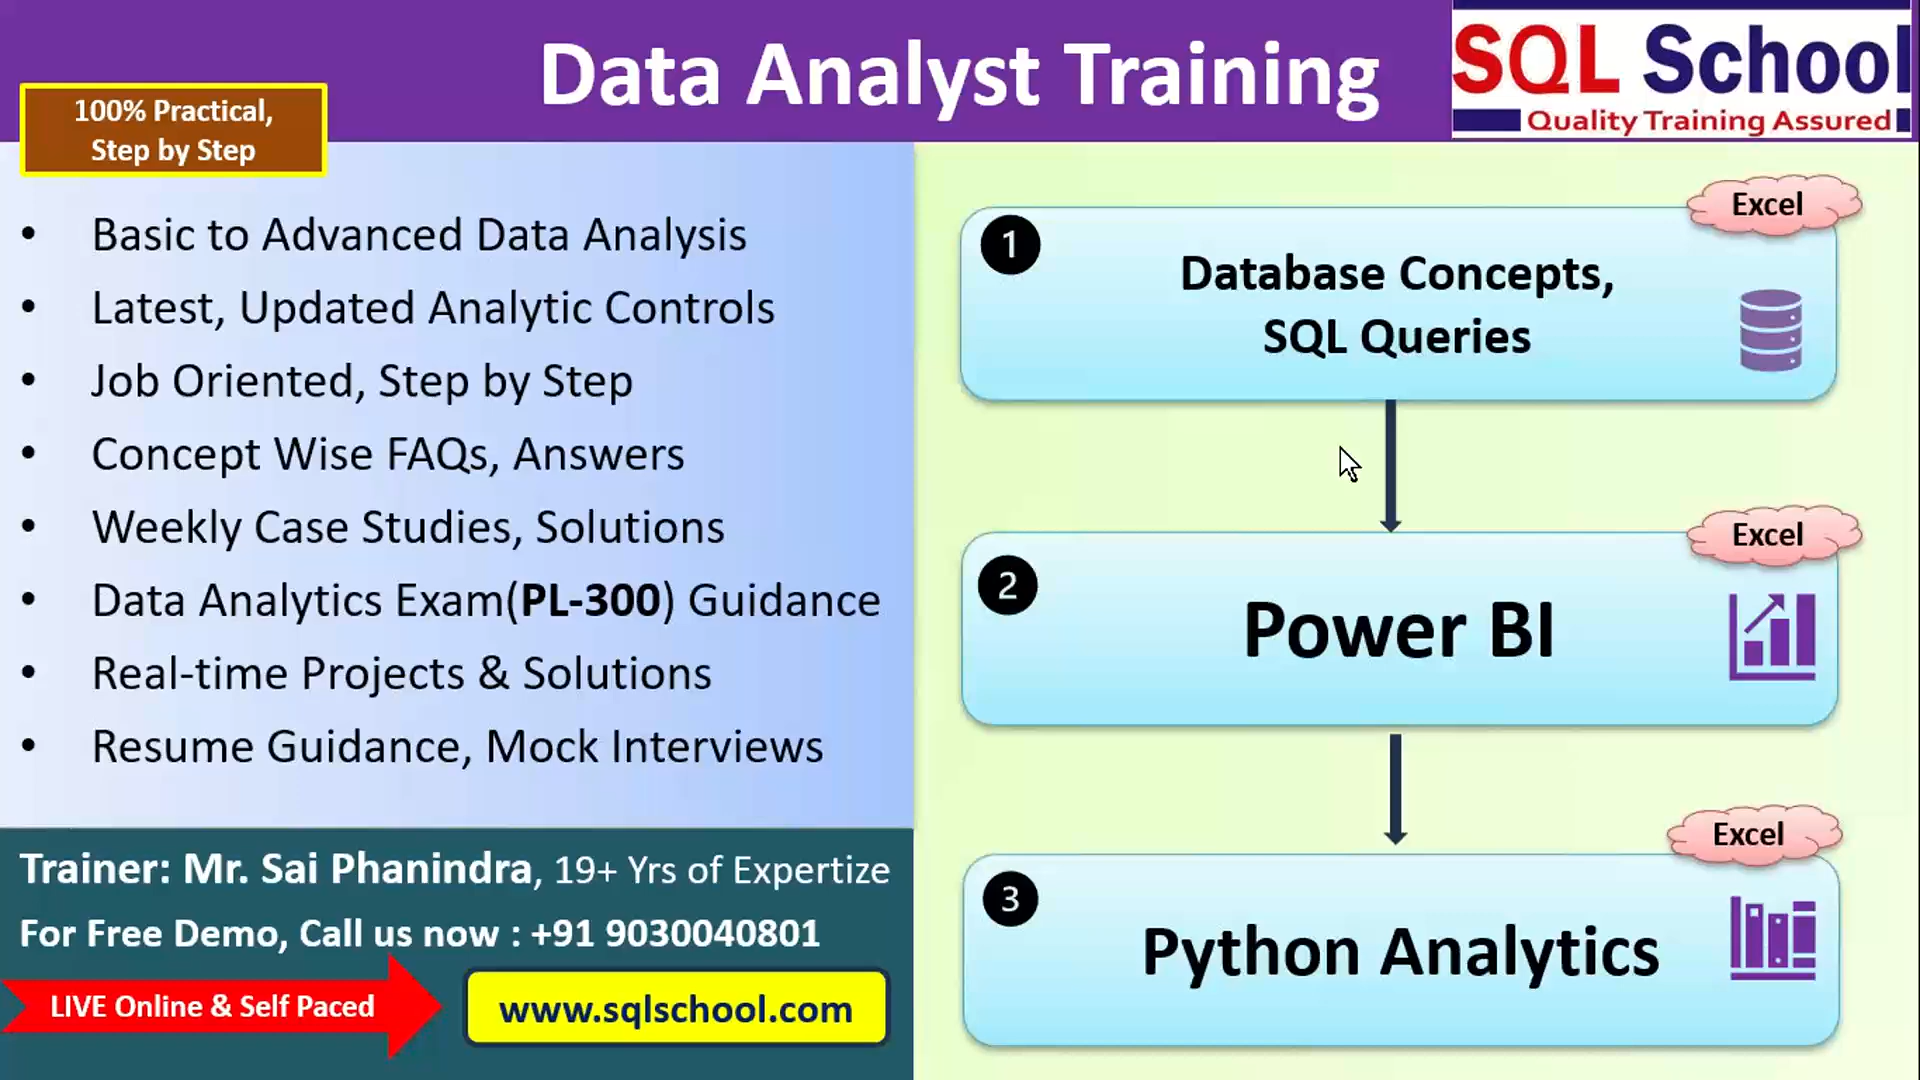 Data Analyst Training
SQL School
Quality Training Assured
100% Practical,
Step by Step
• Basic to Advanced Data Analysis
• Latest, Updated Analytic Controls
• Job Oriented, Step by Step
• Concept Wise FAQs, Answers
• Weekly Case Studies, Solutions
• Data Analytics Exam(PL-300) Guidance
• Real-time Projects & Solutions
• Resume Guidance, Mock Interviews
Trainer: Mr. Sai Phanindra, 19+ Yrs of Expertize
For Free Demo, Call us now : +91 9030040801
LIVE Online & Self Paced
www.sqlschool.com
Excel
1
Database Concepts,
SQL Queries
Excel
2
Power BI
Excel
3
Python Analytics